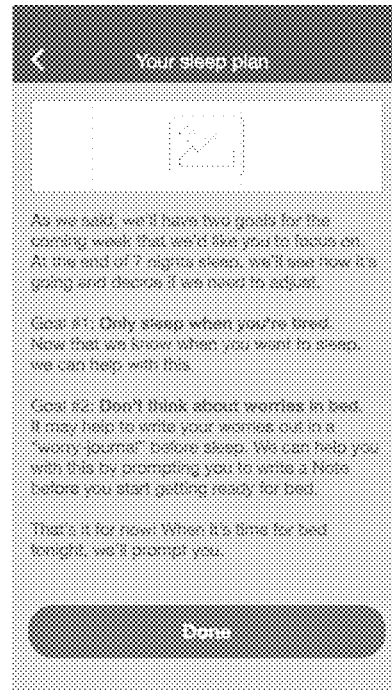 Your sleep plan
As we said, we'll have two goals for the
coming week that we'd like you to focus on.
At the end of 7 nights sleep, we'll see how it's
going and decide if we need to adjust.
Goal #1: Only sleep when you're tired.
Now that we know when you want to sleep,
we can help with this.
Goal #2: Don't think about worries in bed.
It may help to write your worries out in a
"worry-journal" before sleep. We can help you
with this by prompting you to write a Note
before you start getting ready for bed.
That's it for now! When it's time for bed
tonight, we'll prompt you.
Done